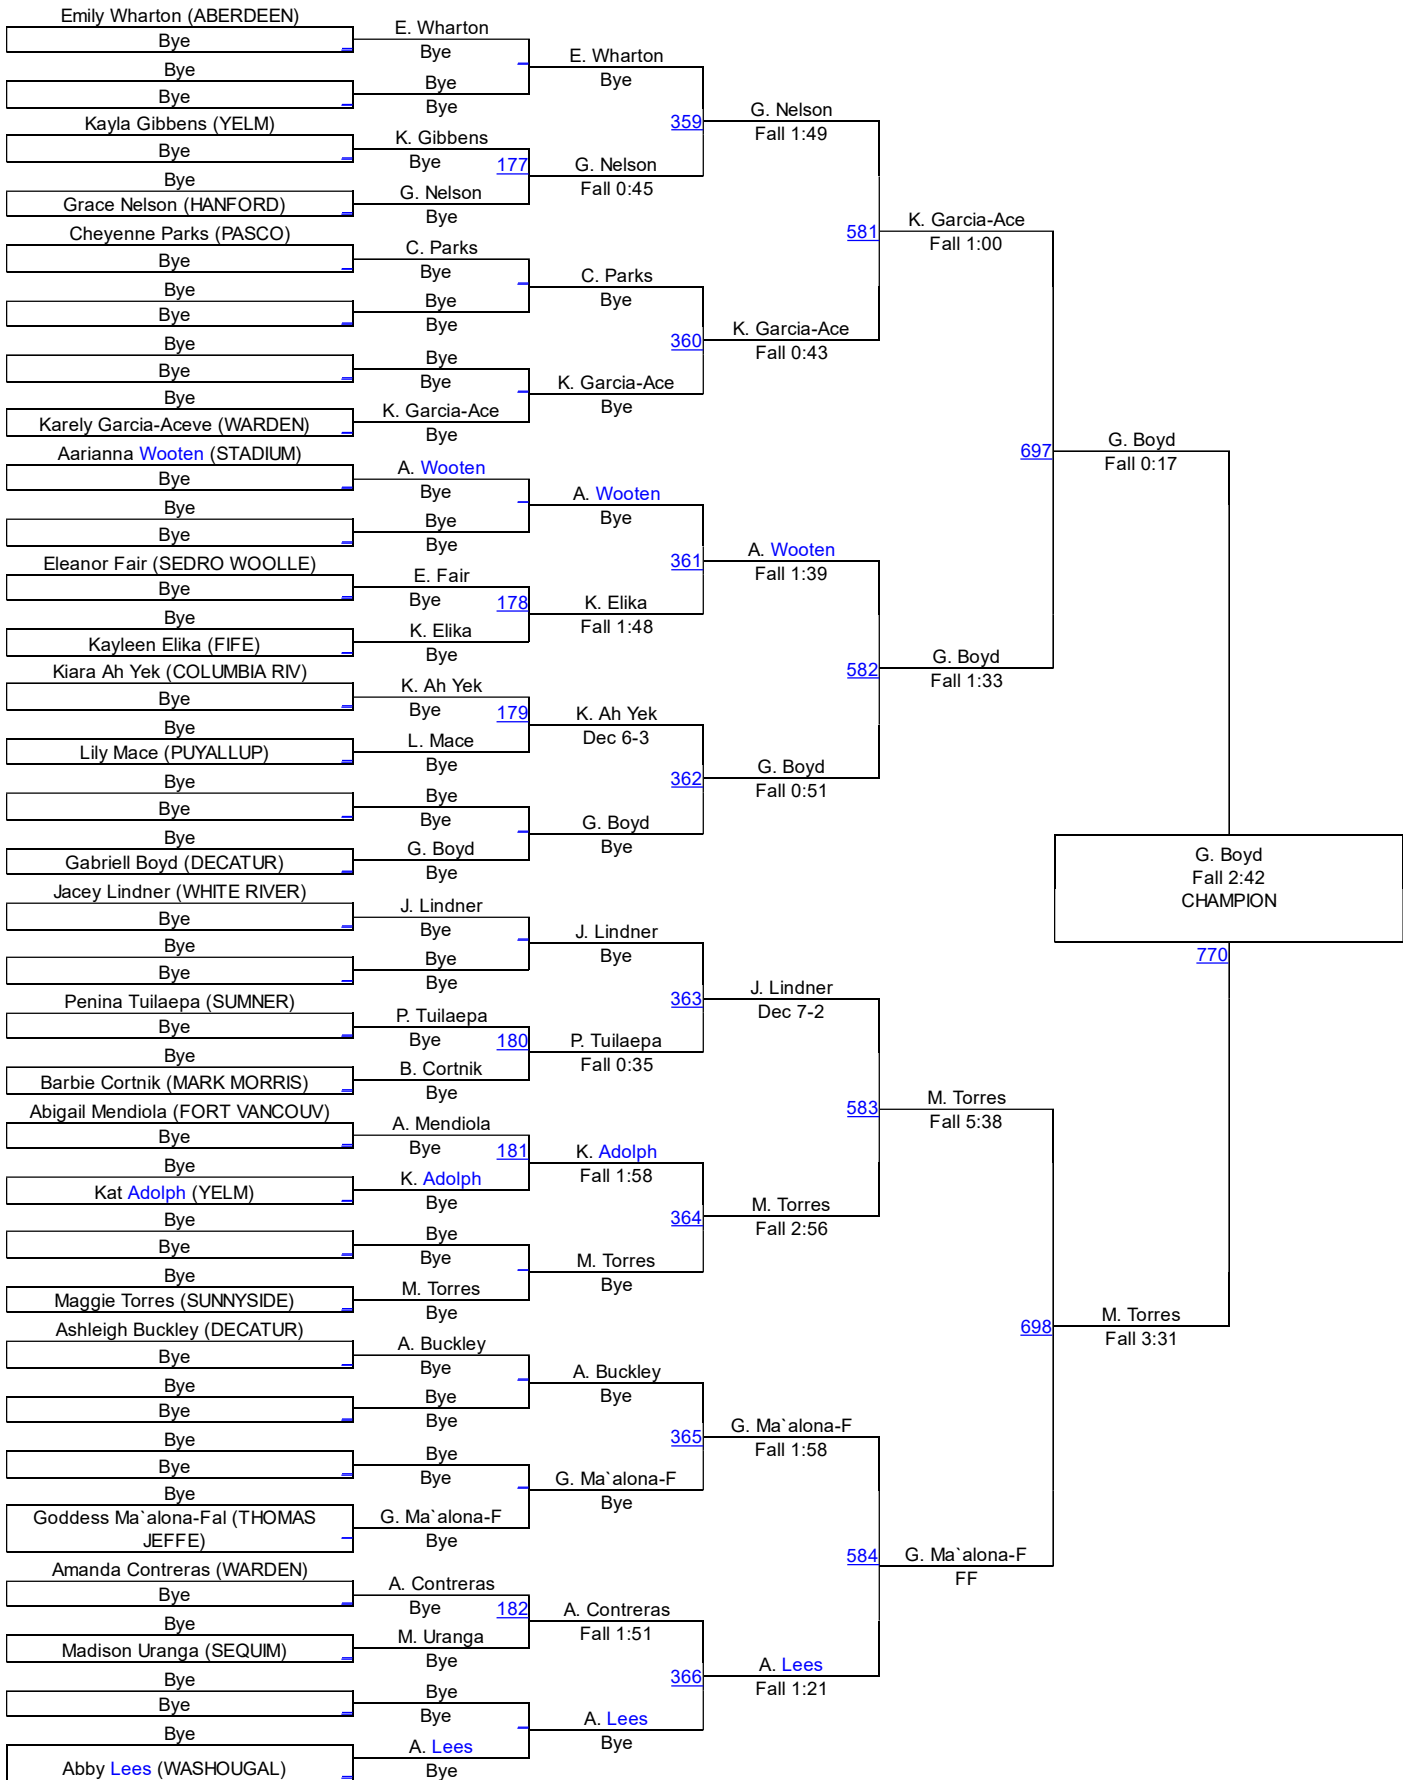 Emily Wharton (ABERDEEN)
Bye
Bye
Bye
Kayla Gibbens (YELM)
Bye
Bye
Grace Nelson (HANFORD)
Cheyenne Parks (PASCO)
Bye
Bye
Bye
Bye
Bye
Bye
Karely Garcia-Aceve (WARDEN)
Aarianna Wooten (STADIUM)
Bye
Bye
Bye
Eleanor Fair (SEDRO WOOLLE)
Bye
Bye
Kayleen Elika (FIFE)
Kiara Ah Yek (COLUMBIA RIV)
Bye
Bye
Lily Mace (PUYALLUP)
Bye
Bye
Bye
Gabriell Boyd (DECATUR)
Jacey Lindner (WHITE RIVER)
Bye
Bye
Bye
Penina Tuilaepa (SUMNER)
Bye
Bye
Barbie Cortnik (MARK MORRIS)
Abigail Mendiola (FORT VANCOUV)
Bye
Bye
Kat Adolph (YELM)
Bye
Bye
Bye
Maggie Torres (SUNNYSIDE)
Ashleigh Buckley (DECATUR)
Bye
Bye
Bye
Bye
Bye
Bye
Goddess Ma`alona-Fal (THOMAS
JEFFE)
Amanda Contreras (WARDEN)
Bye
Bye
Madison Uranga (SEQUIM)
Bye
Bye
Bye
Abby Lees (WASHOUGAL)
E. Wharton
Bye
Bye
Bye
K. Gibbens
Bye
177
G. Nelson
Bye
C. Parks
Bye
Bye
Bye
Bye
Bye
K. Garcia-Ace
Bye
A. Wooten
Bye
Bye
Bye
E. Fair
Bye
178
K. Elika
Bye
K. Ah Yek
Bye
179
L. Mace
Bye
Bye
Bye
G. Boyd
Bye
J. Lindner
Bye
Bye
Bye
P. Tuilaepa
Bye
180
B. Cortnik
Bye
A. Mendiola
Bye
181
K. Adolph
Bye
Bye
Bye
M. Torres
Bye
A. Buckley
Bye
Bye
Bye
Bye
Bye
G. Ma`alona-F
Bye
A. Contreras
Bye
182
M. Uranga
Bye
Bye
Bye
A. Lees
Bye
E. Wharton
Bye
359
G. Nelson
Fall 0:45
C. Parks
Bye
360
K. Garcia-Ace
Bye
A. Wooten
Bye
361
K. Elika
Fall 1:48
K. Ah Yek
Dec 6-3
362
G. Boyd
Bye
J. Lindner
Bye
363
P. Tuilaepa
Fall 0:35
K. Adolph
Fall 1:58
364
M. Torres
Bye
A. Buckley
Bye
365
G. Ma`alona-F
Bye
A. Contreras
Fall 1:51
366
A. Lees
Bye
G. Nelson
Fall 1:49
581
K. Garcia-Ace
Fall 0:43
A. Wooten
Fall 1:39
582
G. Boyd
Fall 0:51
J. Lindner
Dec 7-2
583
M. Torres
Fall 2:56
G. Ma`alona-F
Fall 1:58
584
A. Lees
Fall 1:21
K. Garcia-Ace
Fall 1:00
697
G. Boyd
Fall 1:33
M. Torres
Fall 5:38
698
G. Ma`alona-F
FF
G. Boyd
Fall 0:17
770
M. Torres
Fall 3:31
G. Boyd
Fall 2:42
CHAMPION